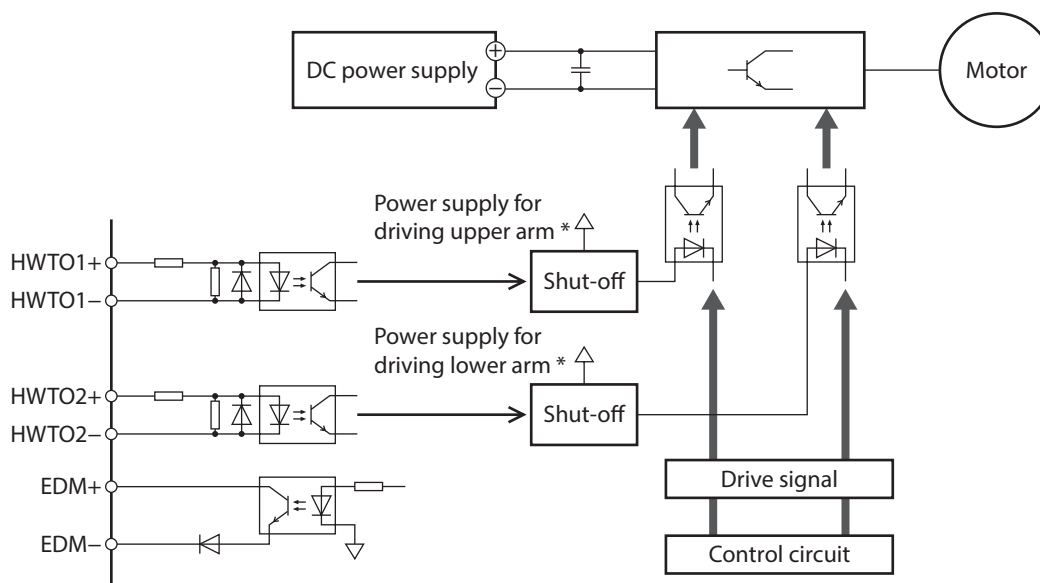 DC power supply
+
−
Motor
Power supply for
driving upper arm *
HWTO1+
HWTO1−
Shut-off
Power supply for
driving lower arm *
HWTO2+
HWTO2−
Shut-off
EDM+
EDM−
Drive signal
Control circuit